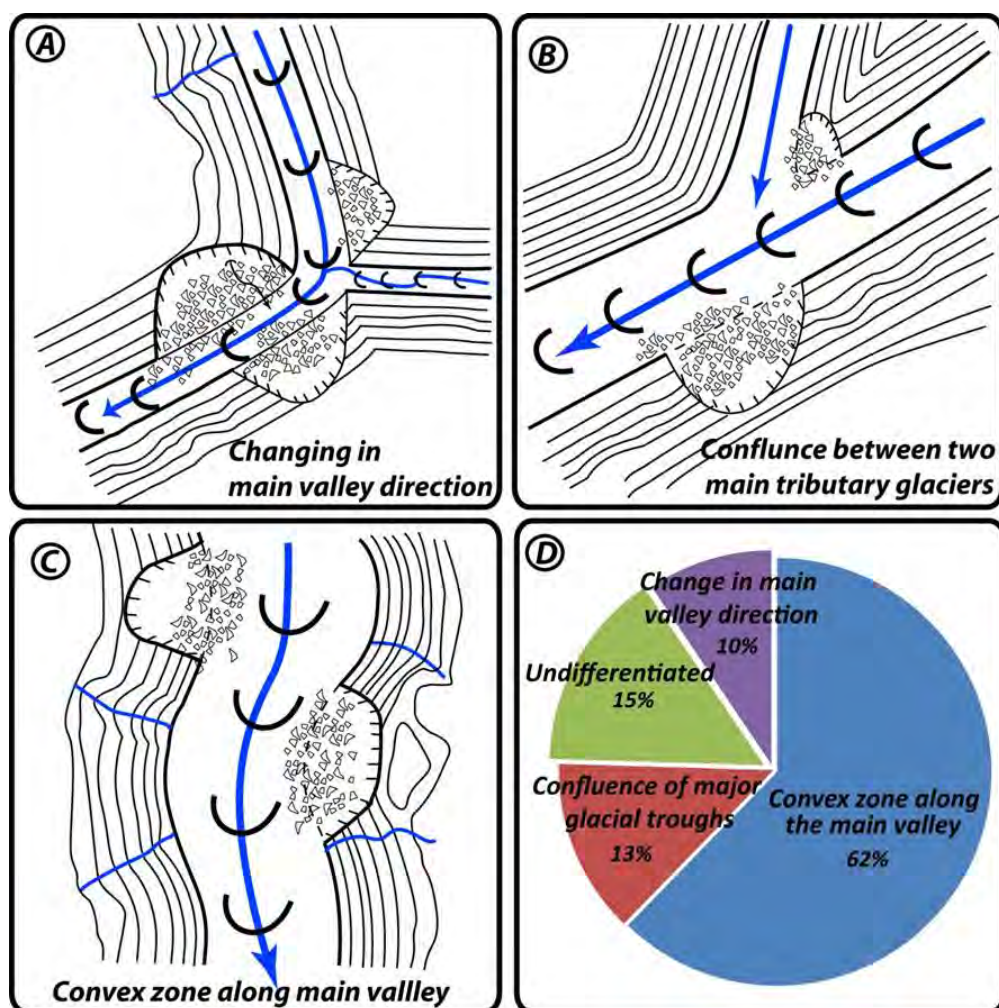 A
Changing in
main valley direction
B
Conflunce between two
main tributary glaciers
C
Convex zone along main vallley
D
Change in main
valley direction
10%
Undifferentiated
15%
Confluence of major
glacial troughs
13%
Convex zone along
the main valley
62%